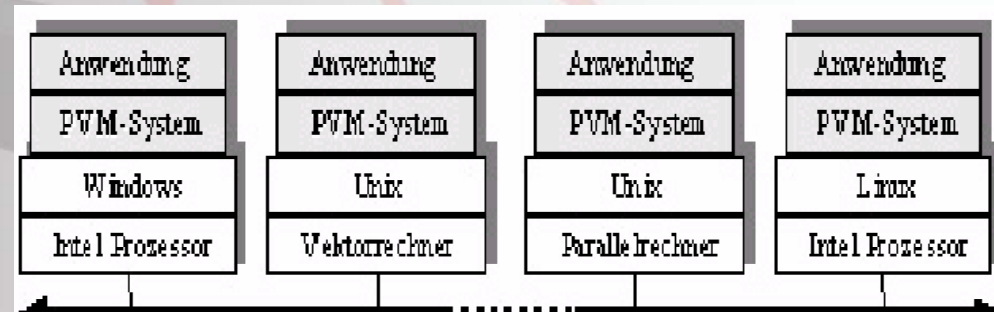 Anwendung Anwendung Anwendung Anwendung
PVM-System PVM-System PVM-System PVM-System
Windows Unix Unix Linux
Intel Prozessor Vektorrechner Parallelrechner Intel Prozessor